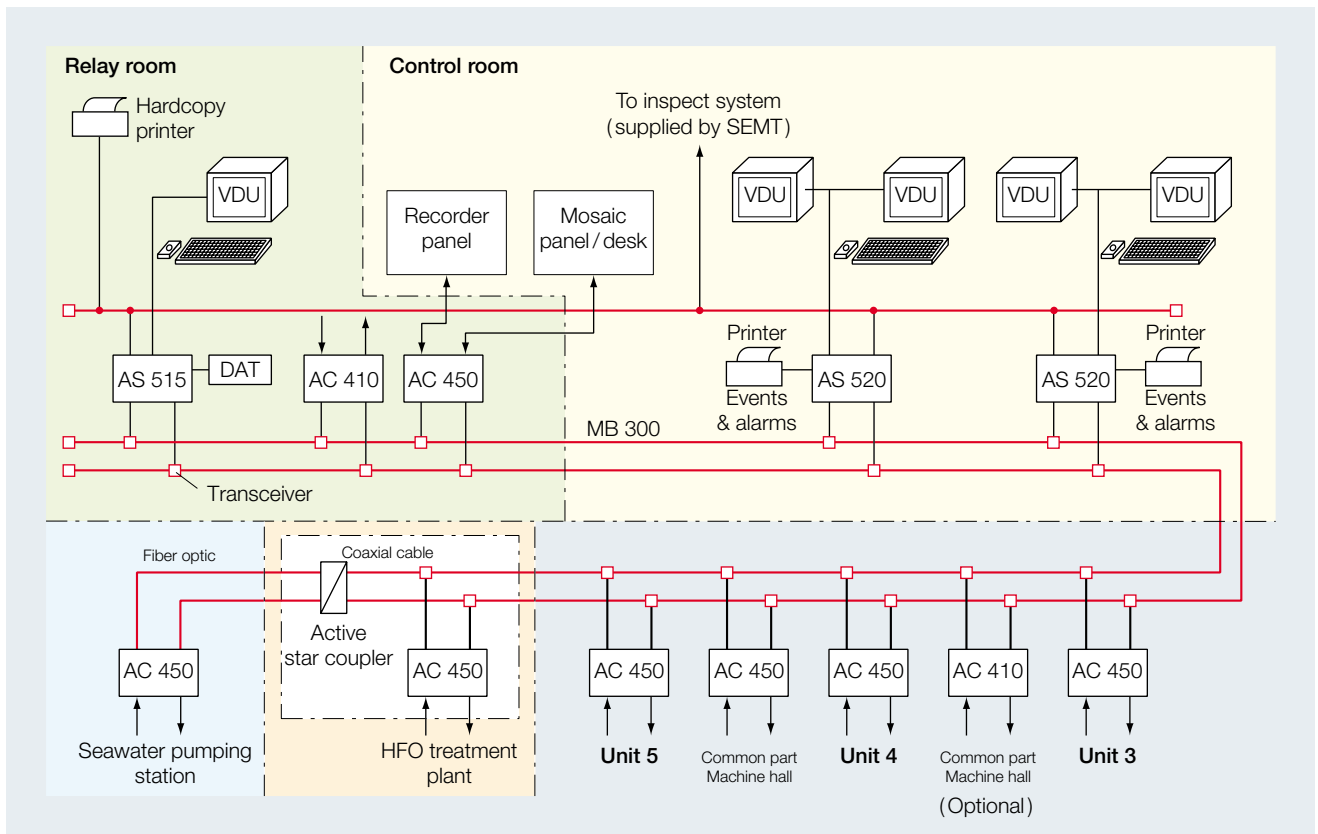 Relay room
Control room
Hardcopy
printer
To inspect system
(supplied by SEMT)
VDU
VDU
VDU
VDU
VDU
Recorder
panel
Mosaic
panel/desk
Printer
Printer
AS 515
DAT
AC 410
AC 450
AS 520
AS 520
Events
& alarms
Events
& alarms
MB 300
Transceiver
Fiber optic
Coaxial cable
Active
star coupler
AC 450
AC 450
AC 450
AC 450
AC 450
AC 410
AC 450
Seawater pumping
station
HFO treatment
plant
Unit 5
Common part
Machine hall
Unit 4
Common part
Machine hall
(Optional)
Unit 3